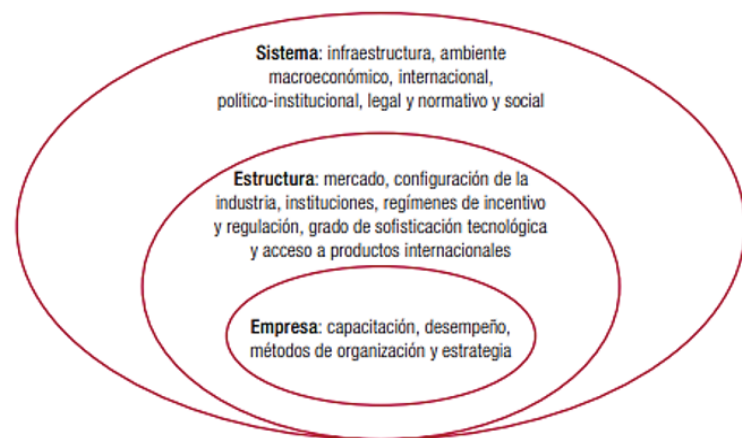 Sistema: infraestructura, ambiente
macroeconómico, internacional,
político-institucional, legal y normativo y social
Estructura: mercado, configuración de la
industria, instituciones, regímenes de incentivo
y regulación, grado de sofisticación tecnológica
y acceso a productos internacionales
Empresa: capacitación, desempeño,
métodos de organización y estrategia